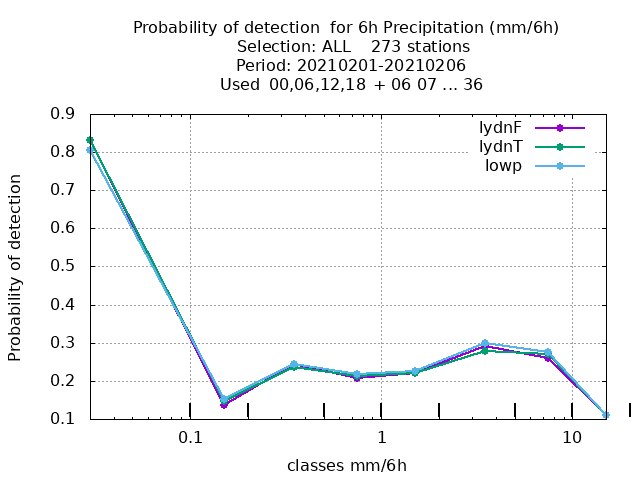 Probability of detection  for 6h Precipitation (mm/6h)
Selection: ALL    273 stations
Period: 20210201-20210206
Used  00,06,12,18  + 06 07 ... 36
lydnF
lydnT
lowp
Probability of detection
0.9
0.8
0.7
0.6
0.5
0.4
0.3
0.2
0.1
0.1
1
10
classes mm/6h